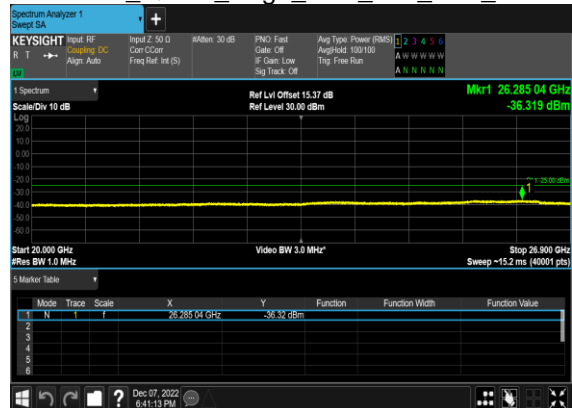 Spectrum Analyzer 1
Swept SA
+
KEYSIGHT Input: RF Input Z: 50 Ω #Atten: 30 dB PNO: Fast Avg Type: Power (RMS) 1 2 3 4 5 6
R T Coupling: DC Corr CCorr Gate: Off Avg|Hold: 100/100 A W W W W W
Align: Auto Freq Ref: Int (S) IF Gain: Low Trig: Free Run
Sig Track: Off A N N N N N
1 Spectrum Ref Lvl Offset 15.37 dB Mkr1 26.285 04 GHz
Scale/Div 10 dB Ref Level 30.00 dBm -36.319 dBm
Log
20.0
10.0
0.00
-10.0
-20.0
-25.00 dBm
1
-30.0
-40.0
-50.0
-60.0
Start 20.000 GHz Video BW 3.0 MHz* Stop 26.900 GHz
#Res BW 1.0 MHz Sweep ~15.2 ms (40001 pts)
5 Marker Table
Mode Trace Scale X Y Function Function Width Function Value
1 N 1 f 26.285 04 GHz -36.32 dBm
2
3
4
5
6
? Dec 07, 2022
6:41:13 PM